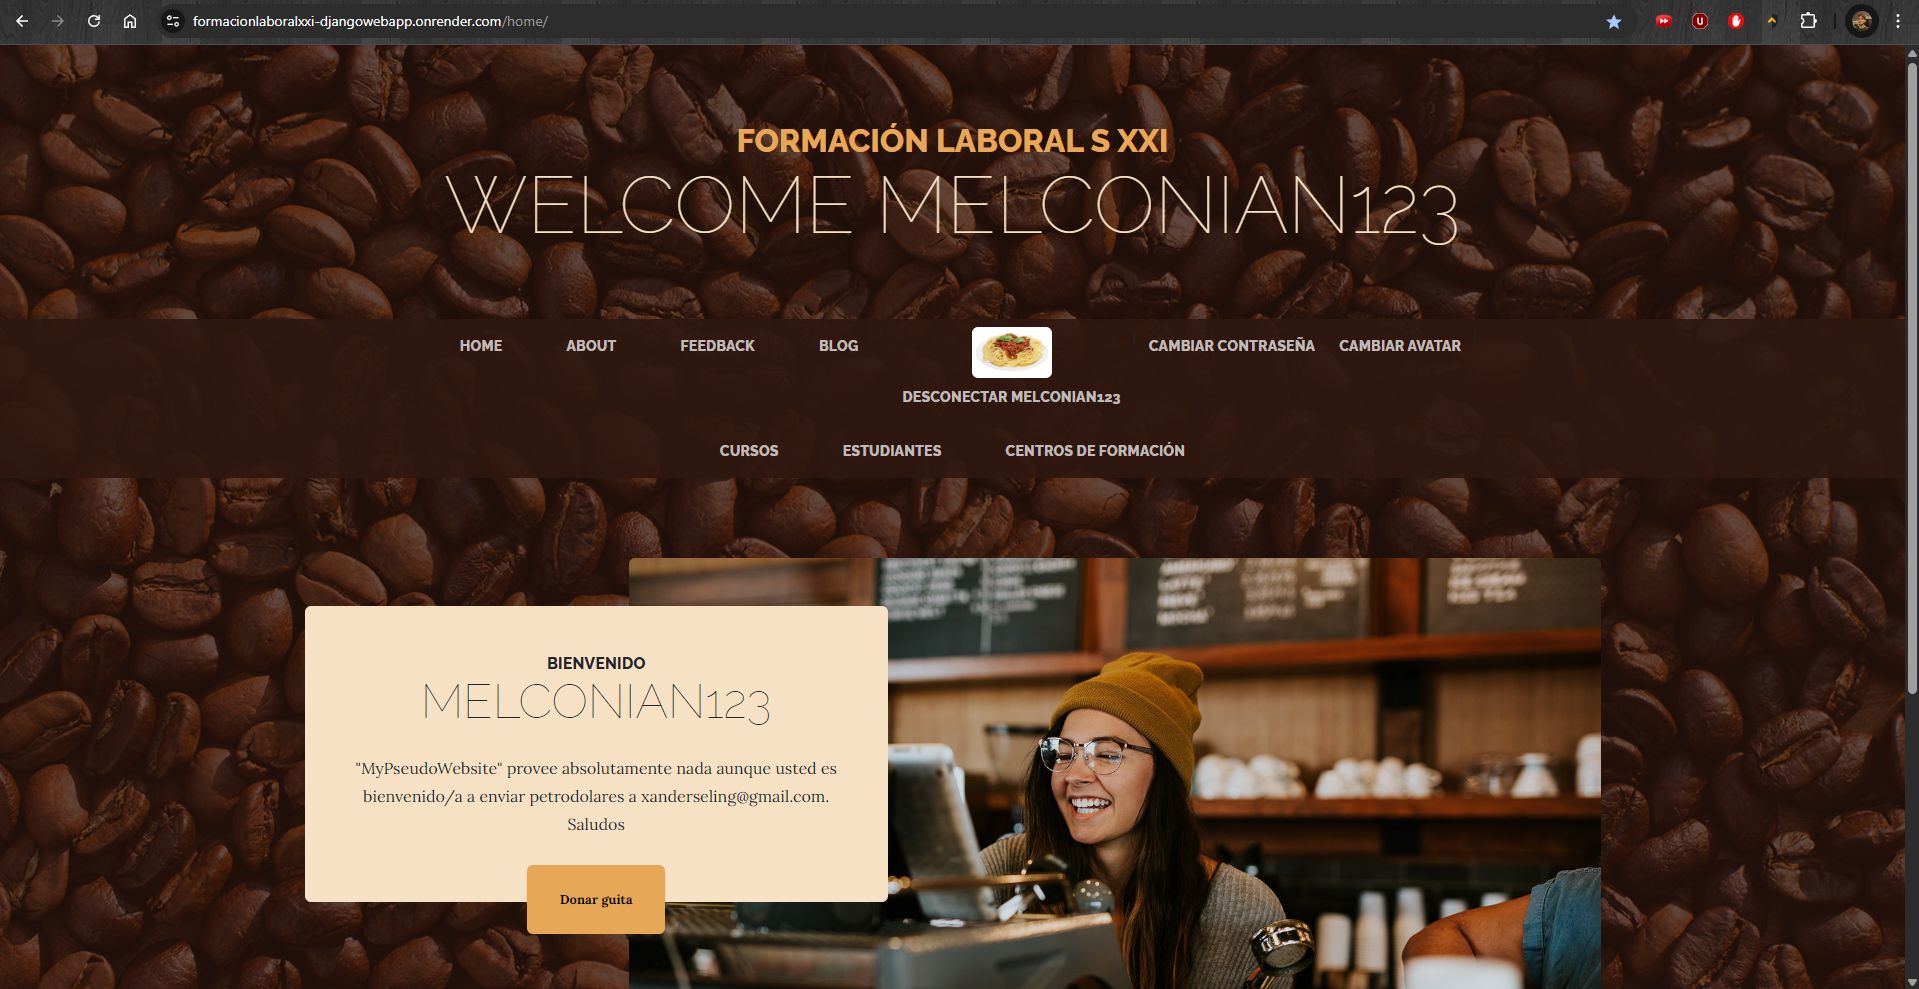 formacionlaboralxxi-djangowebapp.onrender.com/home/
FORMACIÓN LABORAL S XXI
WELCOME MELCONIAN123
HOME ABOUT FEEDBACK BLOG CAMBIAR CONTRASEÑA CAMBIAR AVATAR
DESCONECTAR MELCONIAN123
CURSOS ESTUDIANTES CENTROS DE FORMACIÓN
BIENVENIDO
MELCONIAN123
"MyPseudoWebsite" provee absolutamente nada aunque usted es
bienvenido/a a enviar petrodolares a xanderseling@gmail.com.
Saludos
Donar guita